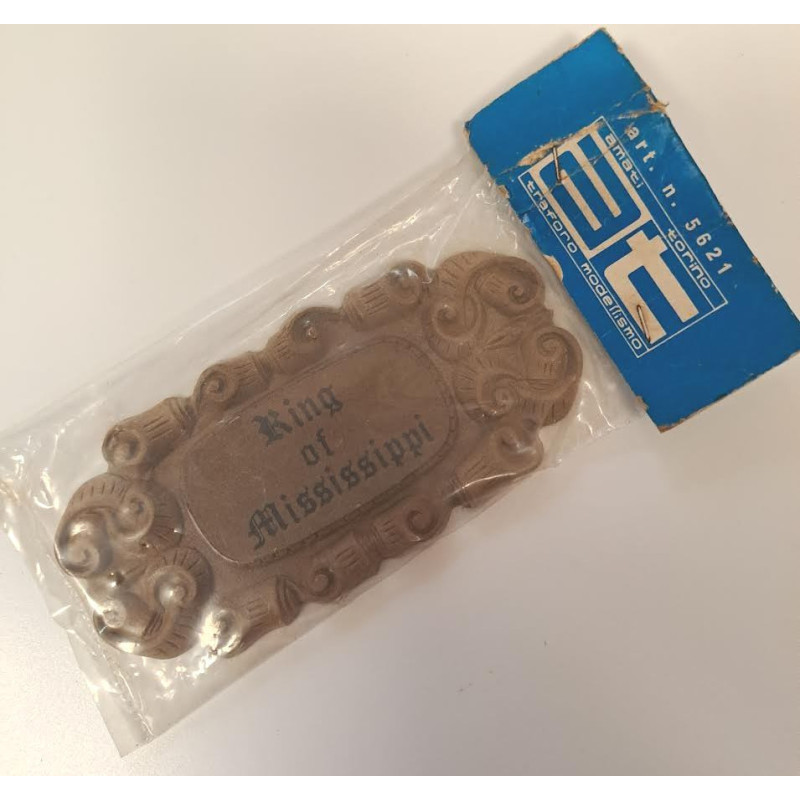 art. n. 5621
amati torino
traforo modellismo
King
of
Mississippi